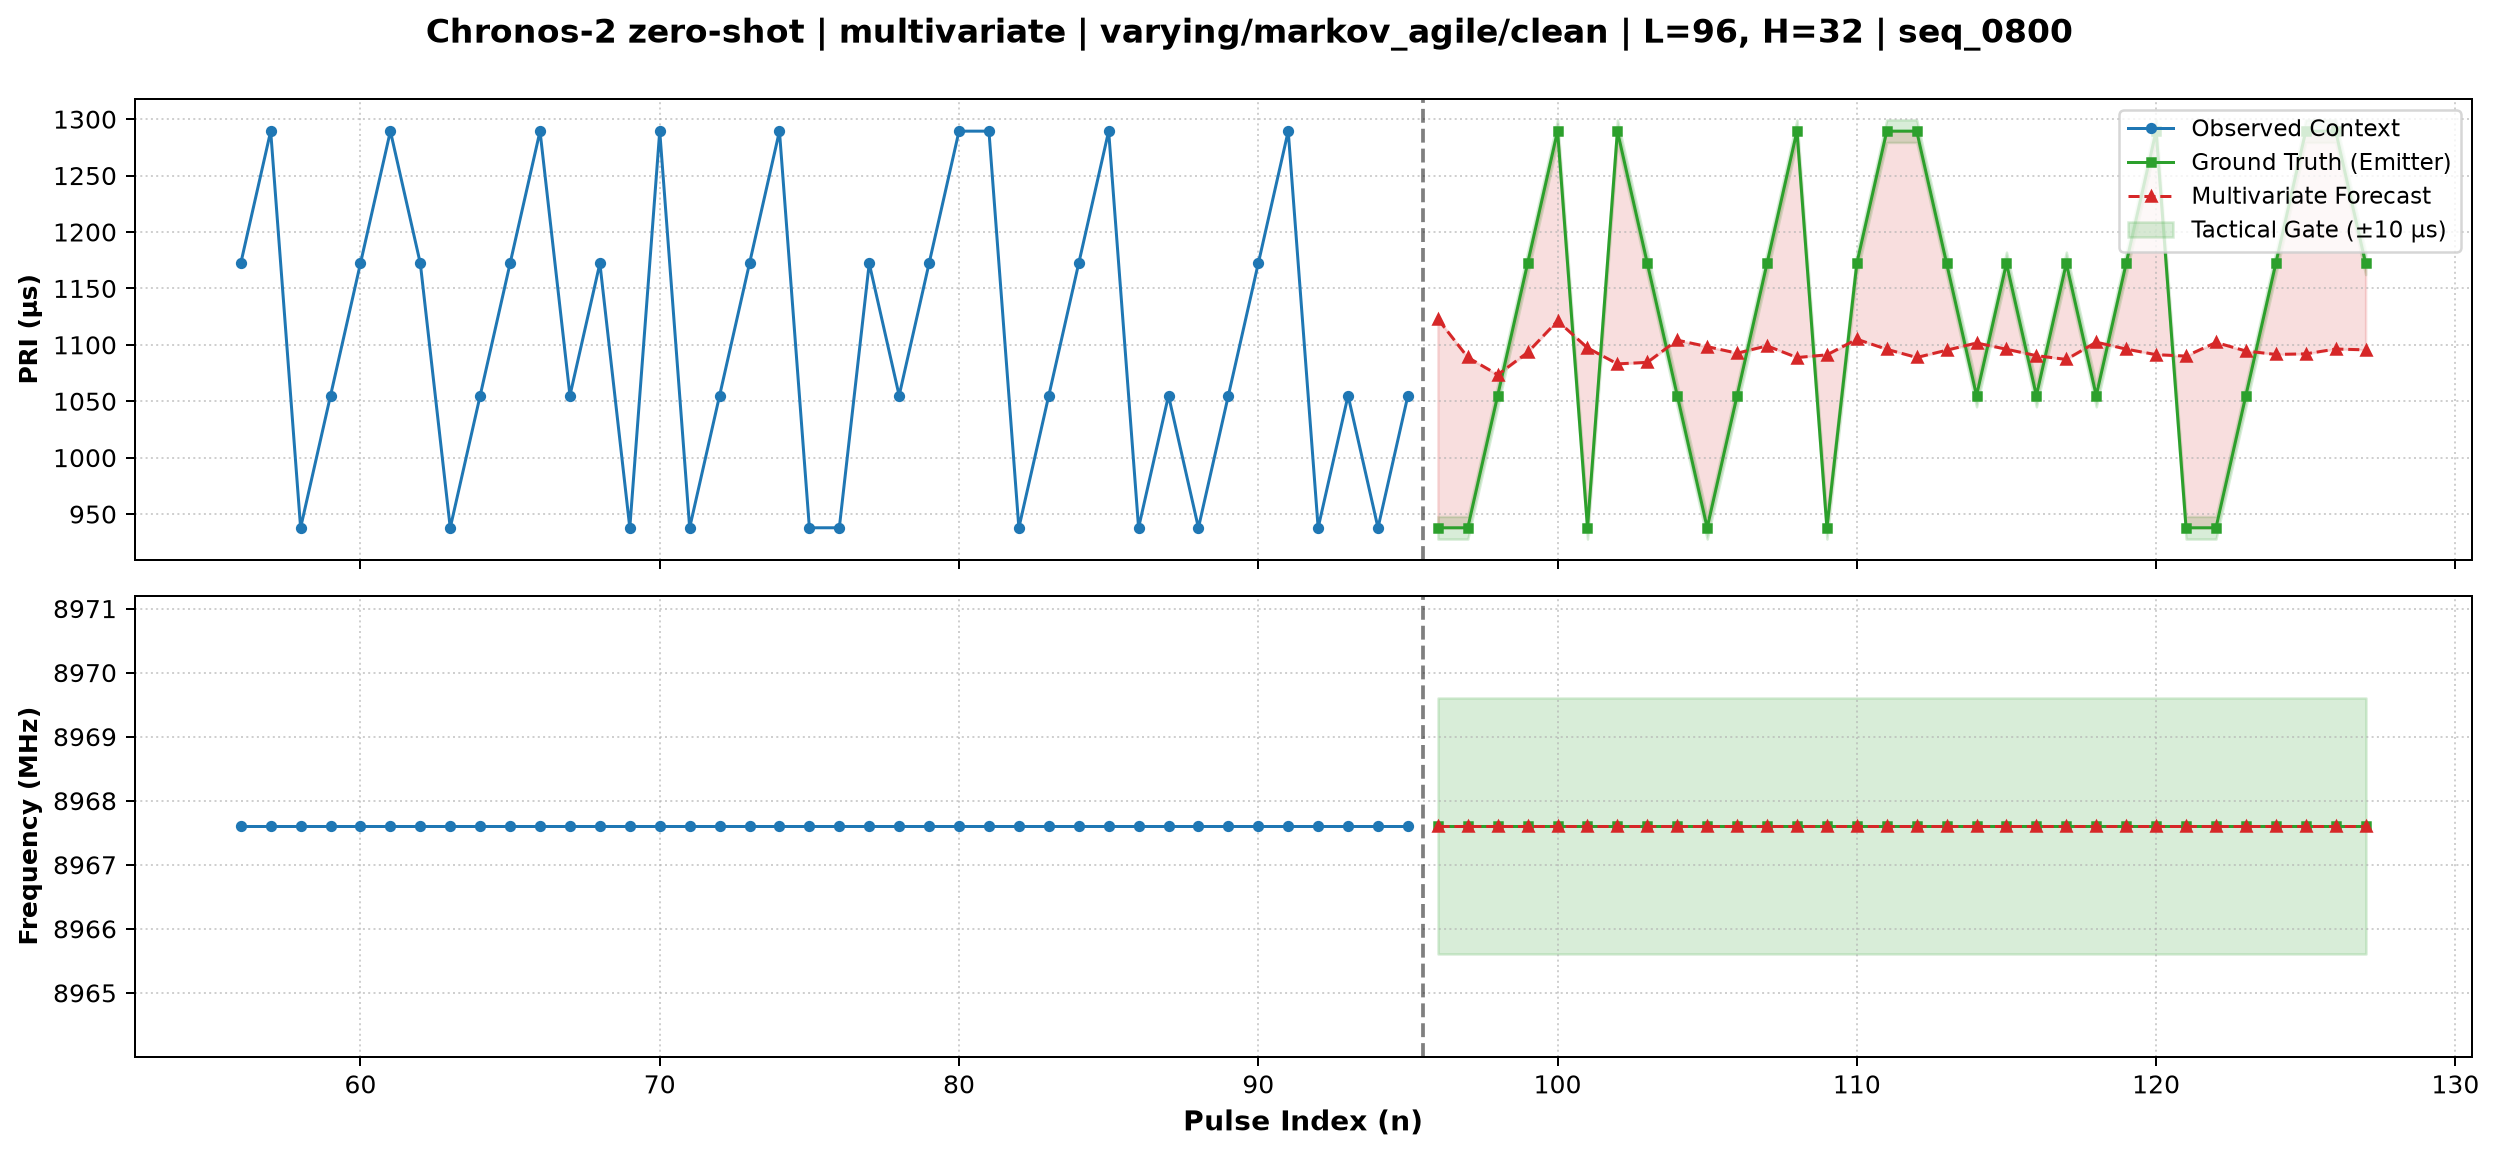 Chronos-2 zero-shot | multivariate | varying/markov_agile/clean | L=96, H=32 | seq_0800
PRI (µs)
1300
1250
1200
1150
1100
1050
1000
950
Observed Context
Ground Truth (Emitter)
Multivariate Forecast
Tactical Gate (±10 µs)
Frequency (MHz)
8971
8970
8969
8968
8967
8966
8965
60 70 80 90 100 110 120 130
Pulse Index (n)